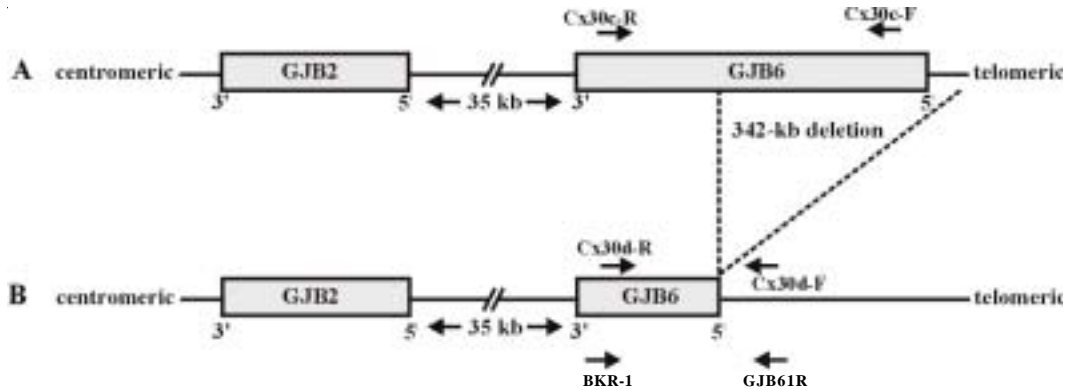 Cx30c-R Cx30c-F
A centromeric GJB2 GJB6 telomeric
3' 5' 35 kb 3' 5'
342-kb deletion
Cx30d-R
B centromeric GJB2 GJB6 Cx30d-F telomeric
3' 5' 35 kb 3' 5'
BKR-1 GJB61R